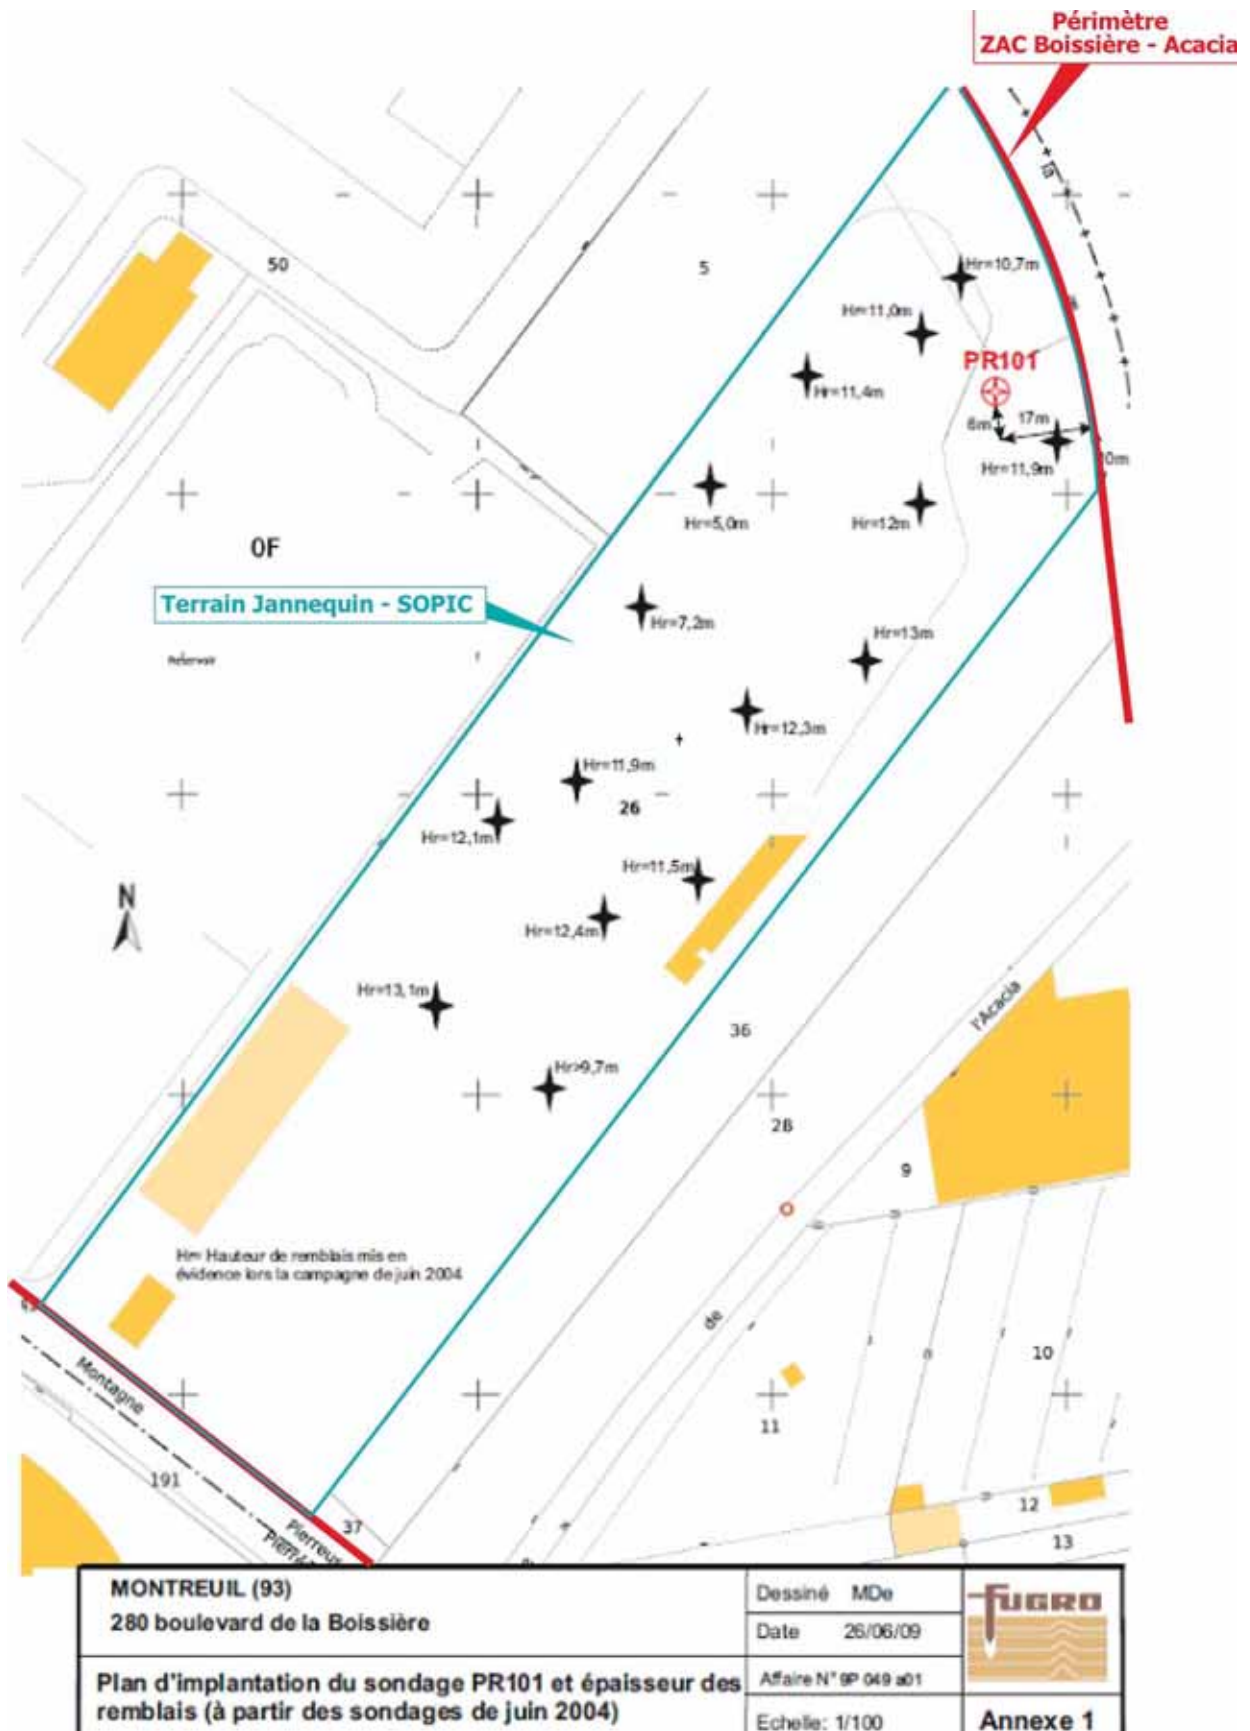 Périmètre
ZAC Boissière - Acacia
50
5
Hr=10,7m
Hr=11,0m
PR101
Hr=11,4m
6m
17m
Hr=11,9m
10m
Hr=5,0m
Hr=12m
0F
Terrain Jannequin - SOPIC
Hr=7,2m
Hr=13m
Réservoir
Hr=12,3m
Hr=11,9m
26
Hr=12,1m
Hr=11,5m
N
Hr=12,4m
Hr=13,1m
l'Acacia
36
Hr>9,7m
28
9
Hr= Hauteur de remblais mis en
évidence lors la campagne de juin 2004
de
10
Montagne
11
191
12
37
Pierreus
13
MONTREUIL (93)
280 boulevard de la Boissière
Dessiné MDe
Date 26/06/09
FUGRO
Plan d'implantation du sondage PR101 et épaisseur des
remblais (à partir des sondages de juin 2004)
Affaire N° 9P 049 a01
Echelle: 1/100
Annexe 1